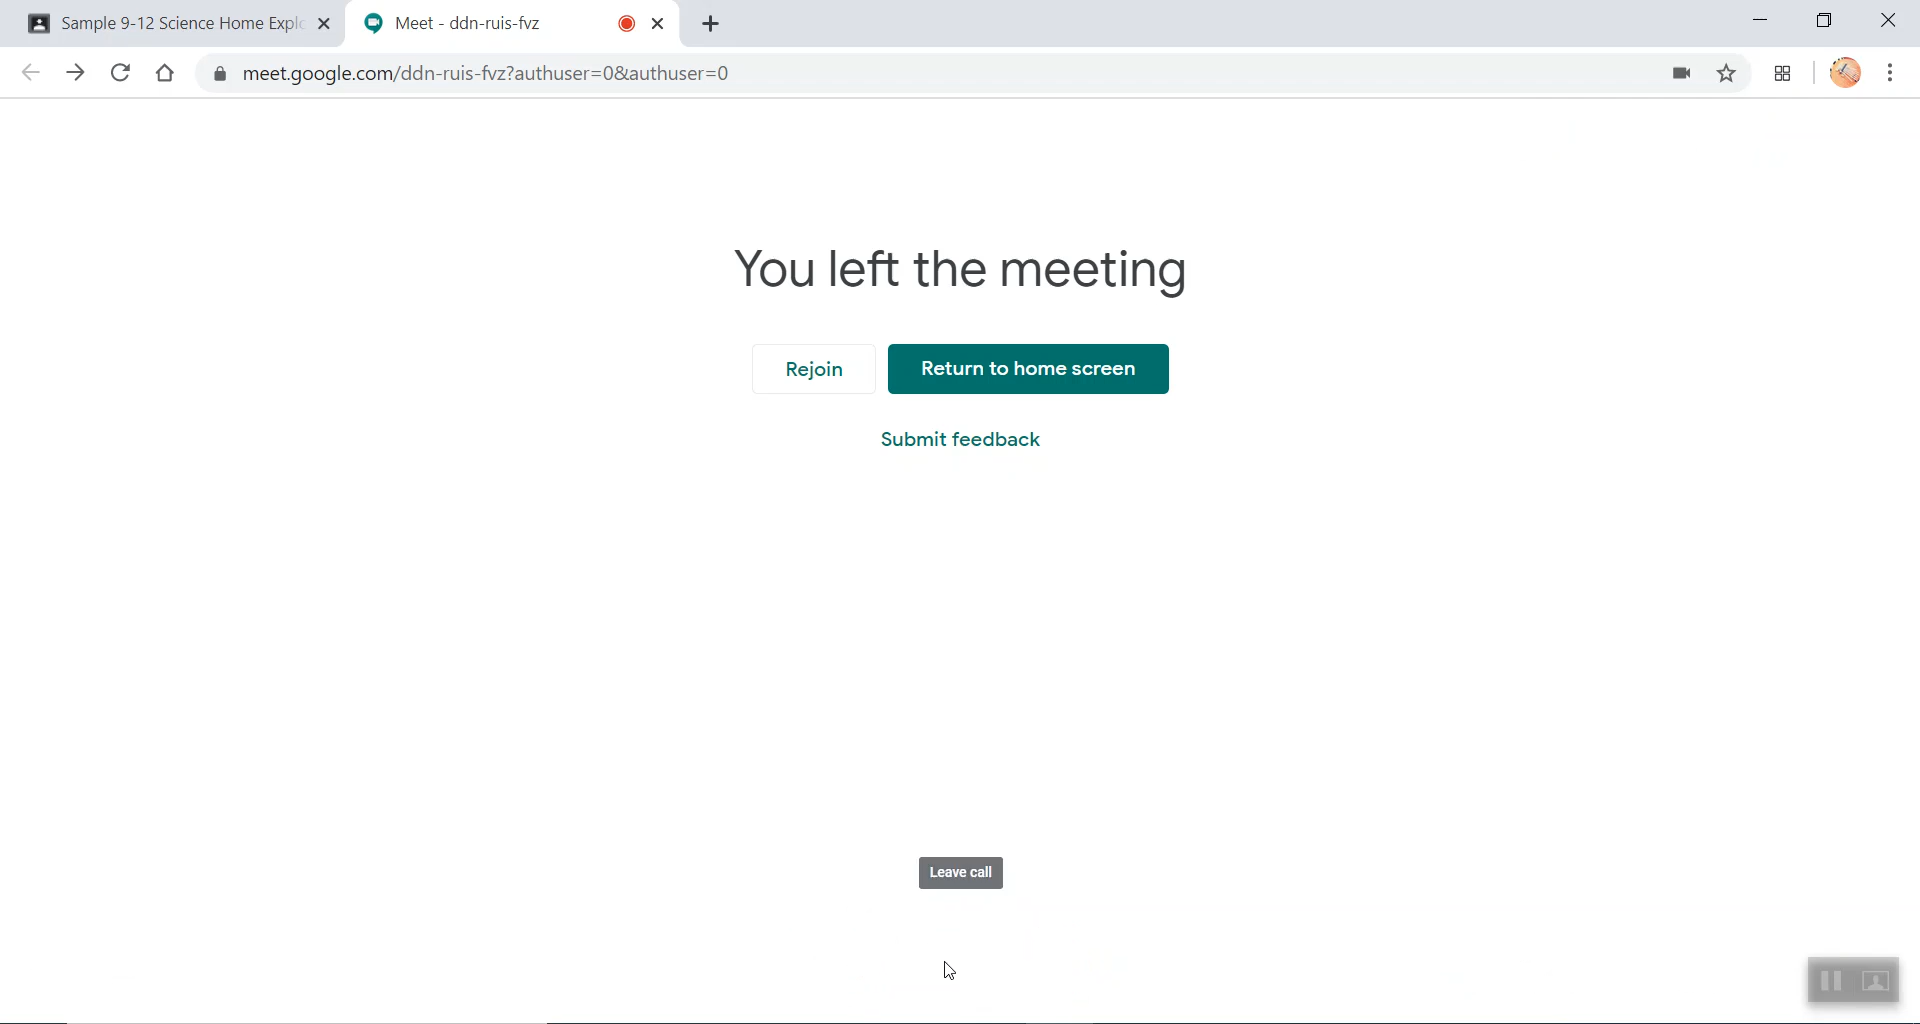 Sample 9-12 Science Home Explo
Meet - ddn-ruis-fvz
meet.google.com/ddn-ruis-fvz?authuser=0&authuser=0
You left the meeting
Rejoin
Return to home screen
Submit feedback
Leave call